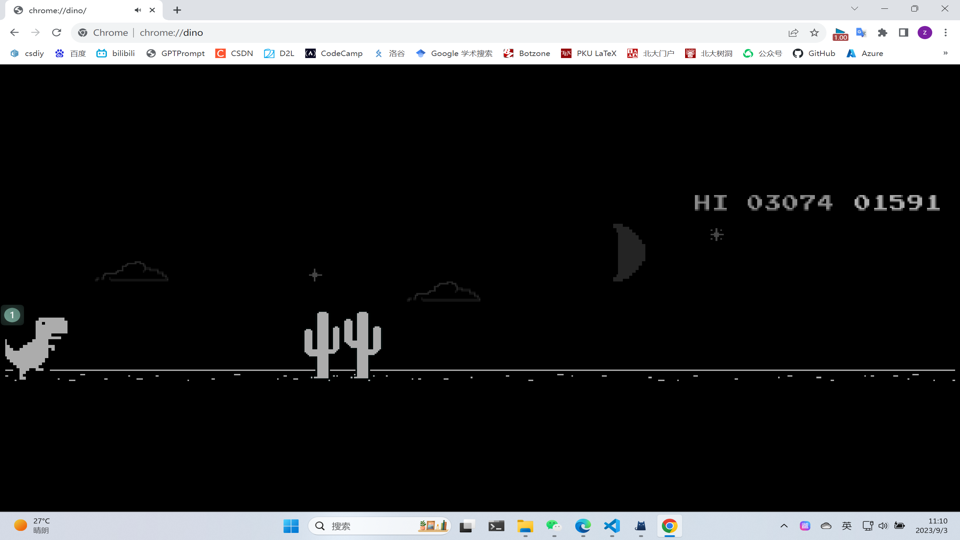 chrome://dino/
Chrome | chrome://dino
1.00
z
csdiy 百度 bilibili GPTPrompt CSDN D2L CodeCamp 洛谷 Google 学术搜索 Botzone PKU LaTeX 北大门户 北大树洞 公众号 GitHub Azure »
HI 03074 01591
1
27°C
晴朗
搜索
英
11:10
2023/9/3